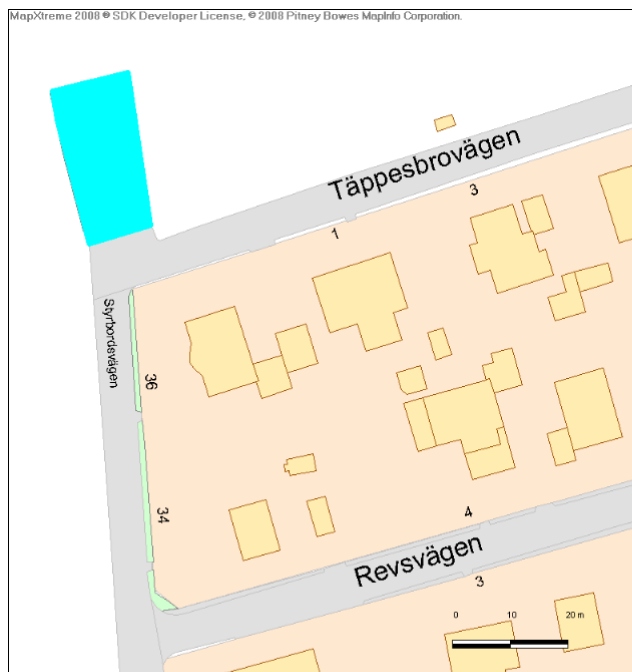 MapXtreme 2008 ® SDK Developer License, © 2008 Pitney Bowes MapInfo Corporation.
Täppesbrovägen
3
1
Styrbordsvägen
36
34
4
Revsvägen
3
0 10 20 m